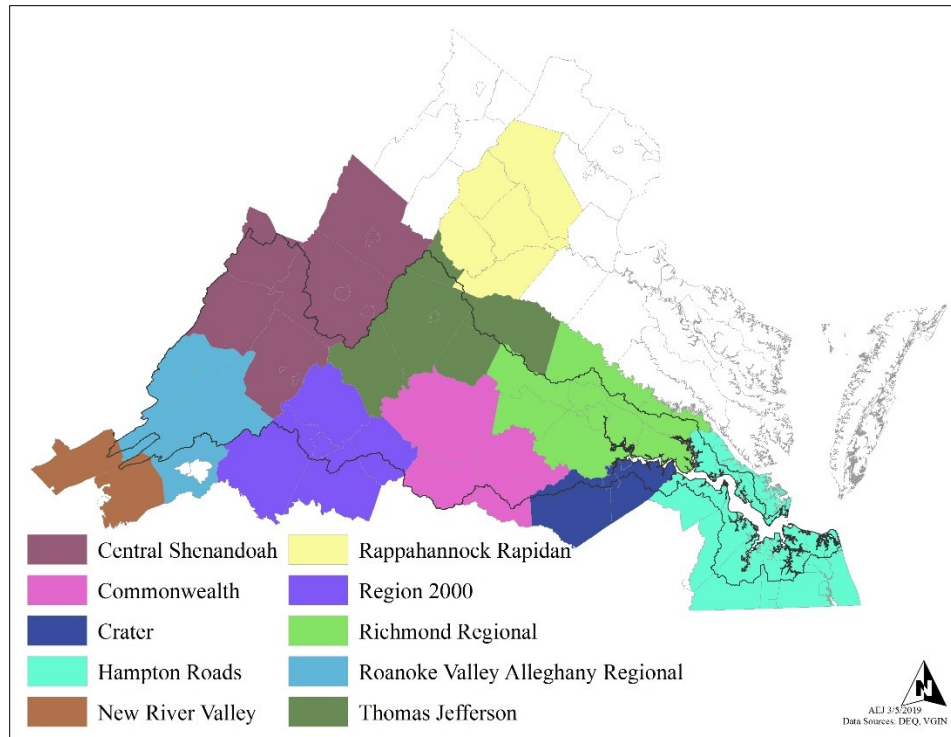 Central Shenandoah
Commonwealth
Crater
Hampton Roads
New River Valley
Rappahannock Rapidan
Region 2000
Richmond Regional
Roanoke Valley Alleghany Regional
Thomas Jefferson
N
AEJ 3/5/2019
Data Sources: DEQ, VGIN